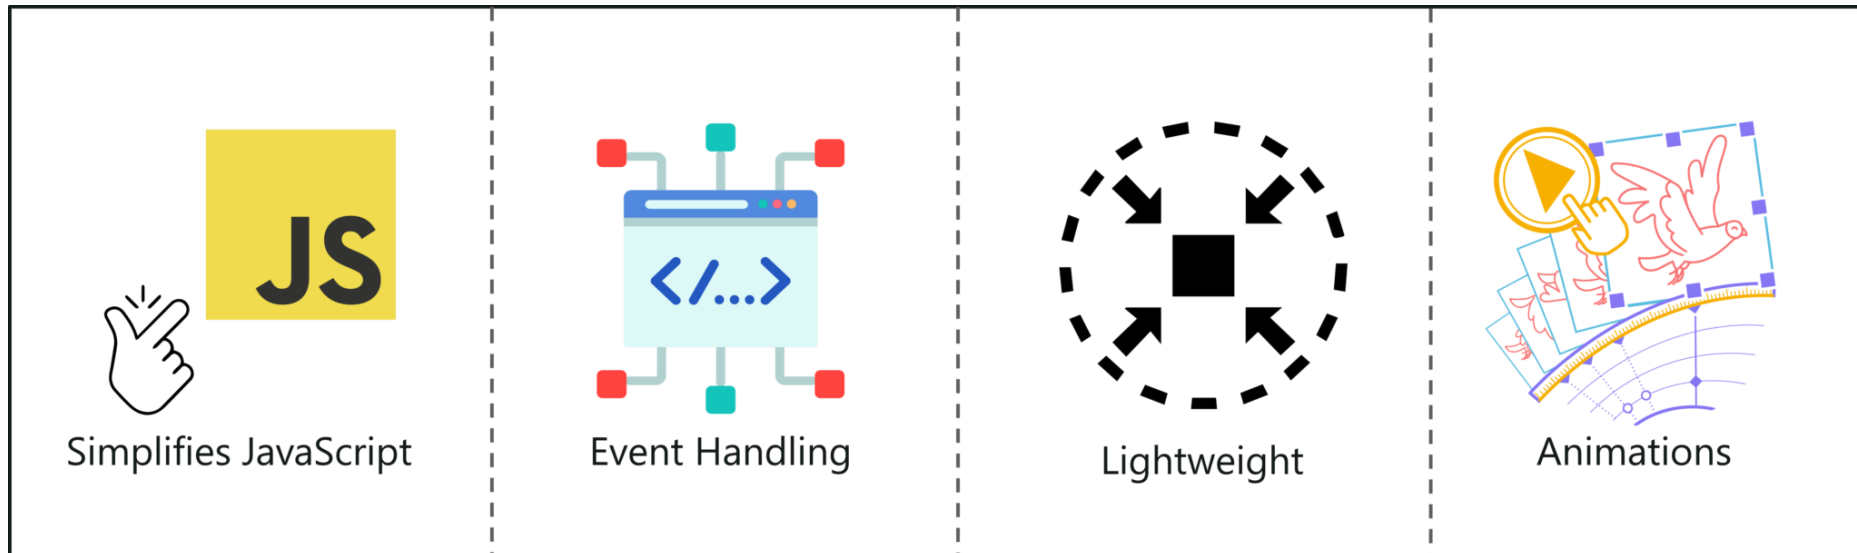 JS
</...>
Simplifies JavaScript
Event Handling
Lightweight
Animations